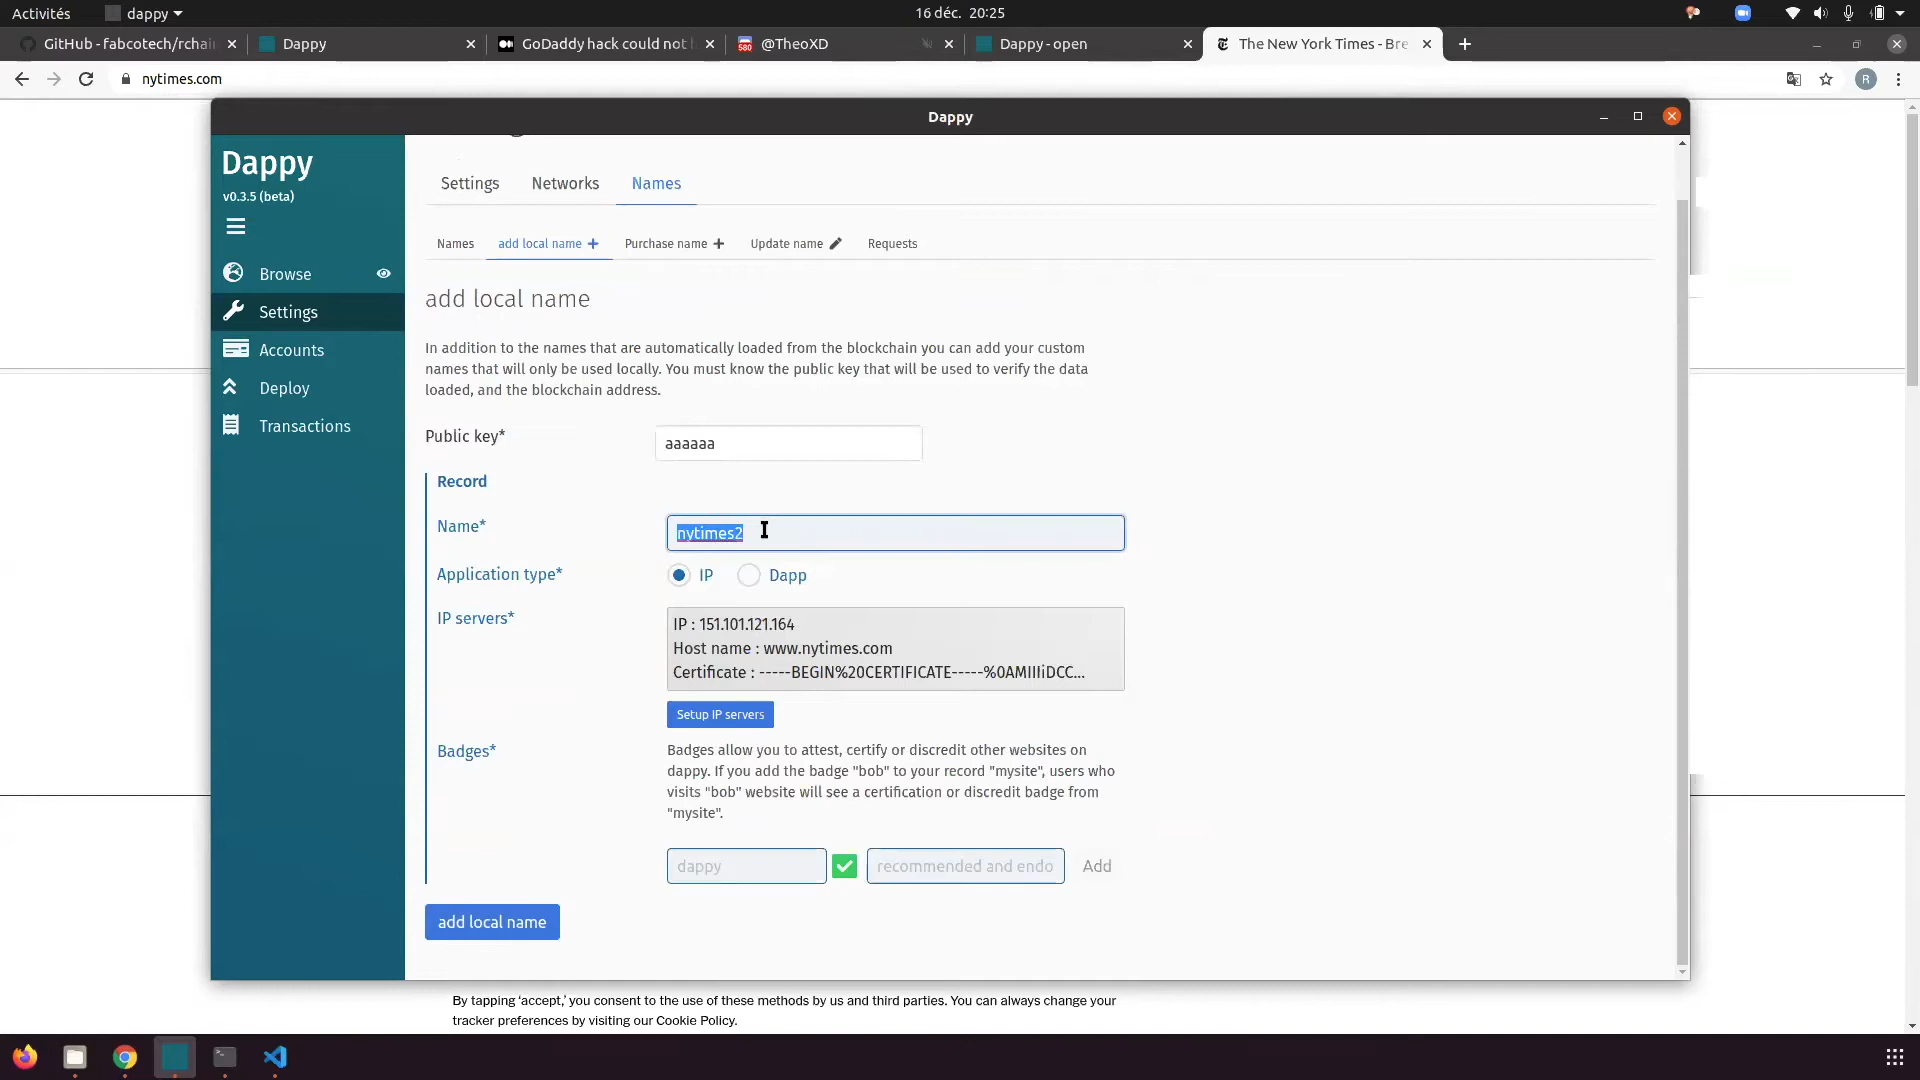 Activités
dappy
16 déc. 20:25
GitHub - fabcotech/rchai
Dappy
GoDaddy hack could not
@TheoXD
Dappy - open
The New York Times - Bre
nytimes.com
R
Dappy
Dappy
v0.3.5 (beta)
Browse
Settings
Accounts
Deploy
Transactions
Settings
Networks
Names
Names
add local name
Purchase name
Update name
Requests
add local name
In addition to the names that are automatically loaded from the blockchain you can add your custom
names that will only be used locally. You must know the public key that will be used to verify the data
loaded, and the blockchain address.
Public key*
aaaaaa
Record
Name*
nytimes2
Application type*
IP
Dapp
IP servers*
IP : 151.101.121.164
Host name : www.nytimes.com
Certificate : -----BEGIN%20CERTIFICATE-----%0AMIIIiDCC...
Setup IP servers
Badges*
Badges allow you to attest, certify or discredit other websites on
dappy. If you add the badge "bob" to your record "mysite", users who
visits "bob" website will see a certification or discredit badge from
"mysite".
dappy
recommended and endo
Add
add local name
By tapping ‘accept,’ you consent to the use of these methods by us and third parties. You can always change your
tracker preferences by visiting our Cookie Policy.